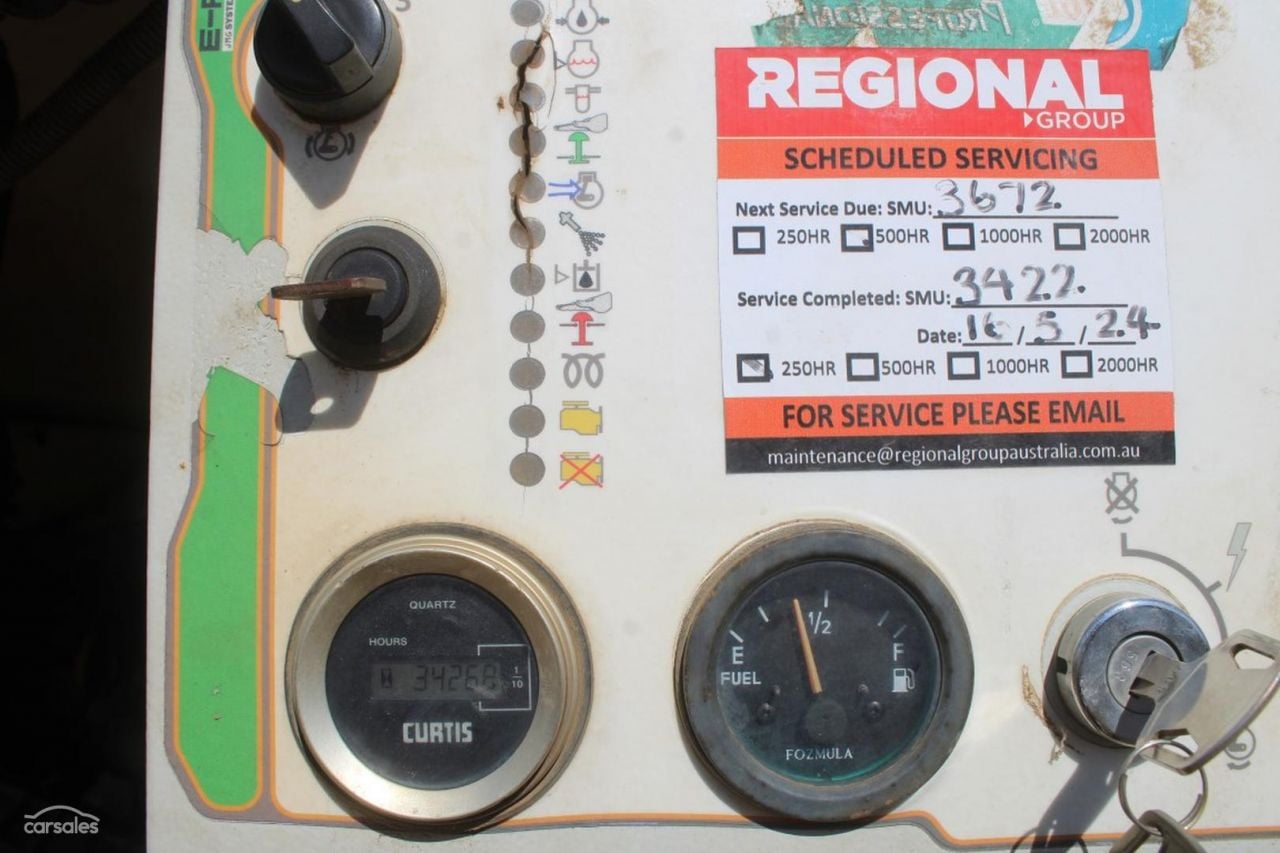 PROFESSIONAL
REGIONAL
GROUP
SCHEDULED SERVICING
Next Service Due: SMU: 3672
250HR 500HR 1000HR 2000HR
Service Completed: SMU: 3422
Date: 16/5/24
250HR 500HR 1000HR 2000HR
FOR SERVICE PLEASE EMAIL
maintenance@regionalgroupaustralia.com.au
QUARTZ
HOURS
34268
1/10
CURTIS
1/2
E
F
FUEL
FOZMULA
carsales